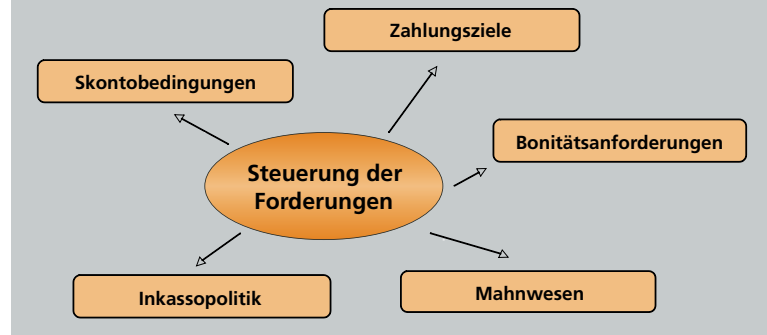 Zahlungsziele
Skontobedingungen
Bonitätsanforderungen
Steuerung der
Forderungen
Inkassopolitik
Mahnwesen